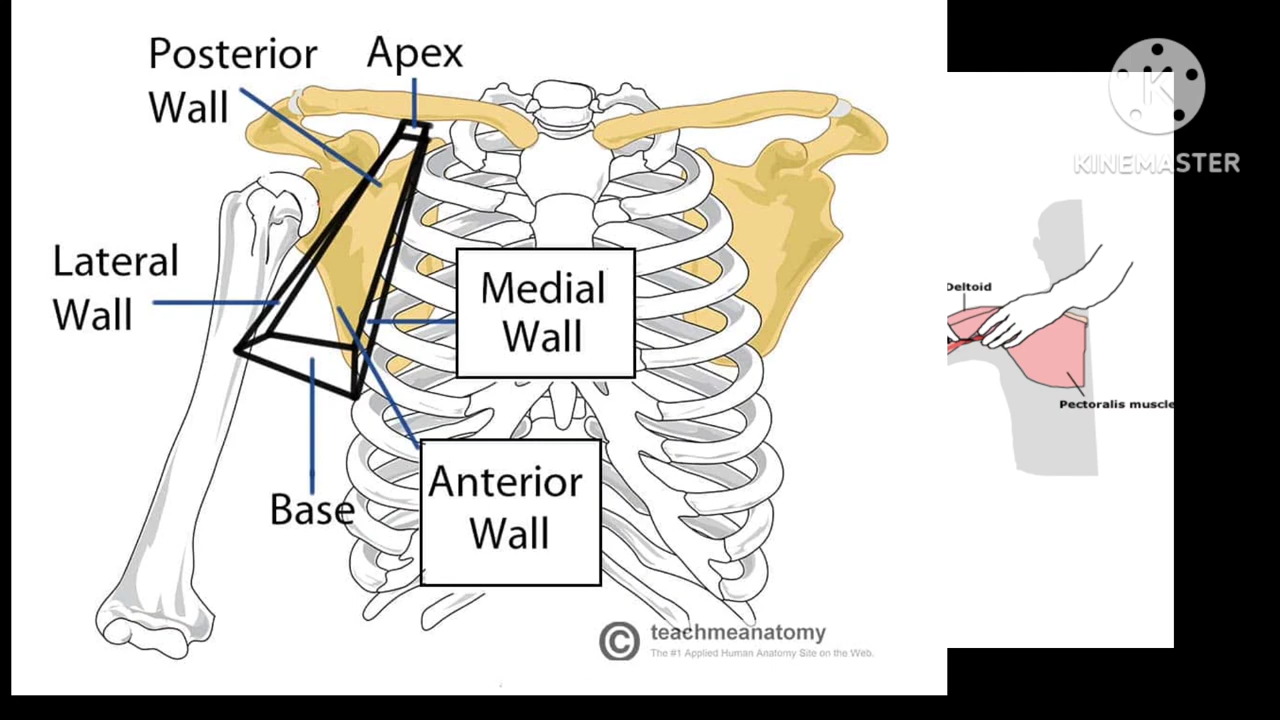 Posterior
Wall
Apex
Lateral
Wall
Medial
Wall
Anterior
Wall
Base
© teachmeanatomy
The #1 Applied Human Anatomy Site on the Web.
K
KINEMASTER
Deltoid
Pectoralis muscle